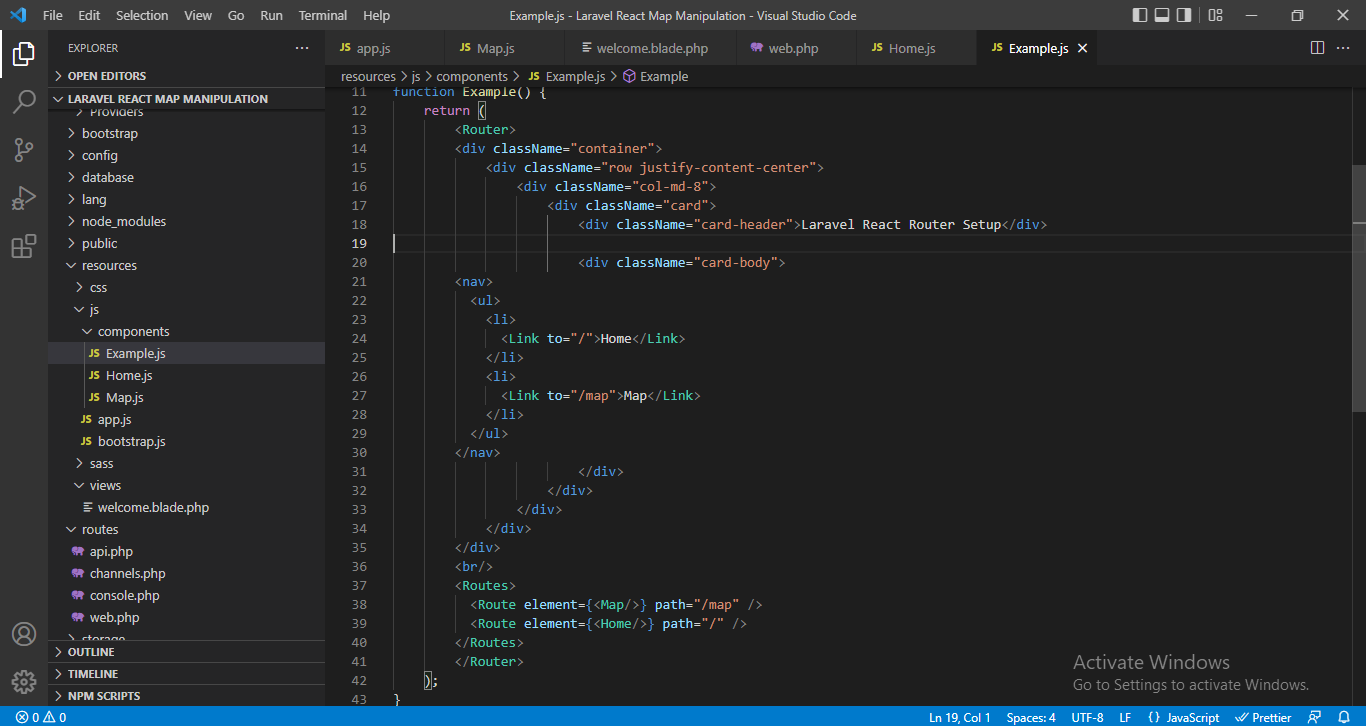 File Edit Selection View Go Run Terminal Help Example.js - Laravel React Map Manipulation - Visual Studio Code
EXPLORER
OPEN EDITORS
LARAVEL REACT MAP MANIPULATION
Providers
bootstrap
config
database
lang
node_modules
public
resources
css
js
components
JS Example.js
JS Home.js
JS Map.js
JS app.js
JS bootstrap.js
sass
views
welcome.blade.php
routes
api.php
channels.php
console.php
web.php
storage
OUTLINE
TIMELINE
NPM SCRIPTS
JS app.js JS Map.js welcome.blade.php web.php JS Home.js JS Example.js
resources > js > components > JS Example.js > Example
11 function Example() {
12 return (
13 <Router>
14 <div className="container">
15 <div className="row justify-content-center">
16 <div className="col-md-8">
17 <div className="card">
18 <div className="card-header">Laravel React Router Setup</div>
19
20 <div className="card-body">
21 <nav>
22 <ul>
23 <li>
24 <Link to="/">Home</Link>
25 </li>
26 <li>
27 <Link to="/map">Map</Link>
28 </li>
29 </ul>
30 </nav>
31 </div>
32 </div>
33 </div>
34 </div>
35 </div>
36 <br/>
37 <Routes>
38 <Route element={<Map/>} path="/map" />
39 <Route element={<Home/>} path="/" />
40 </Routes>
41 </Router>
42 );
43 }
Activate Windows
Go to Settings to activate Windows.
0 0 Ln 19, Col 1 Spaces: 4 UTF-8 LF {} JavaScript Prettier